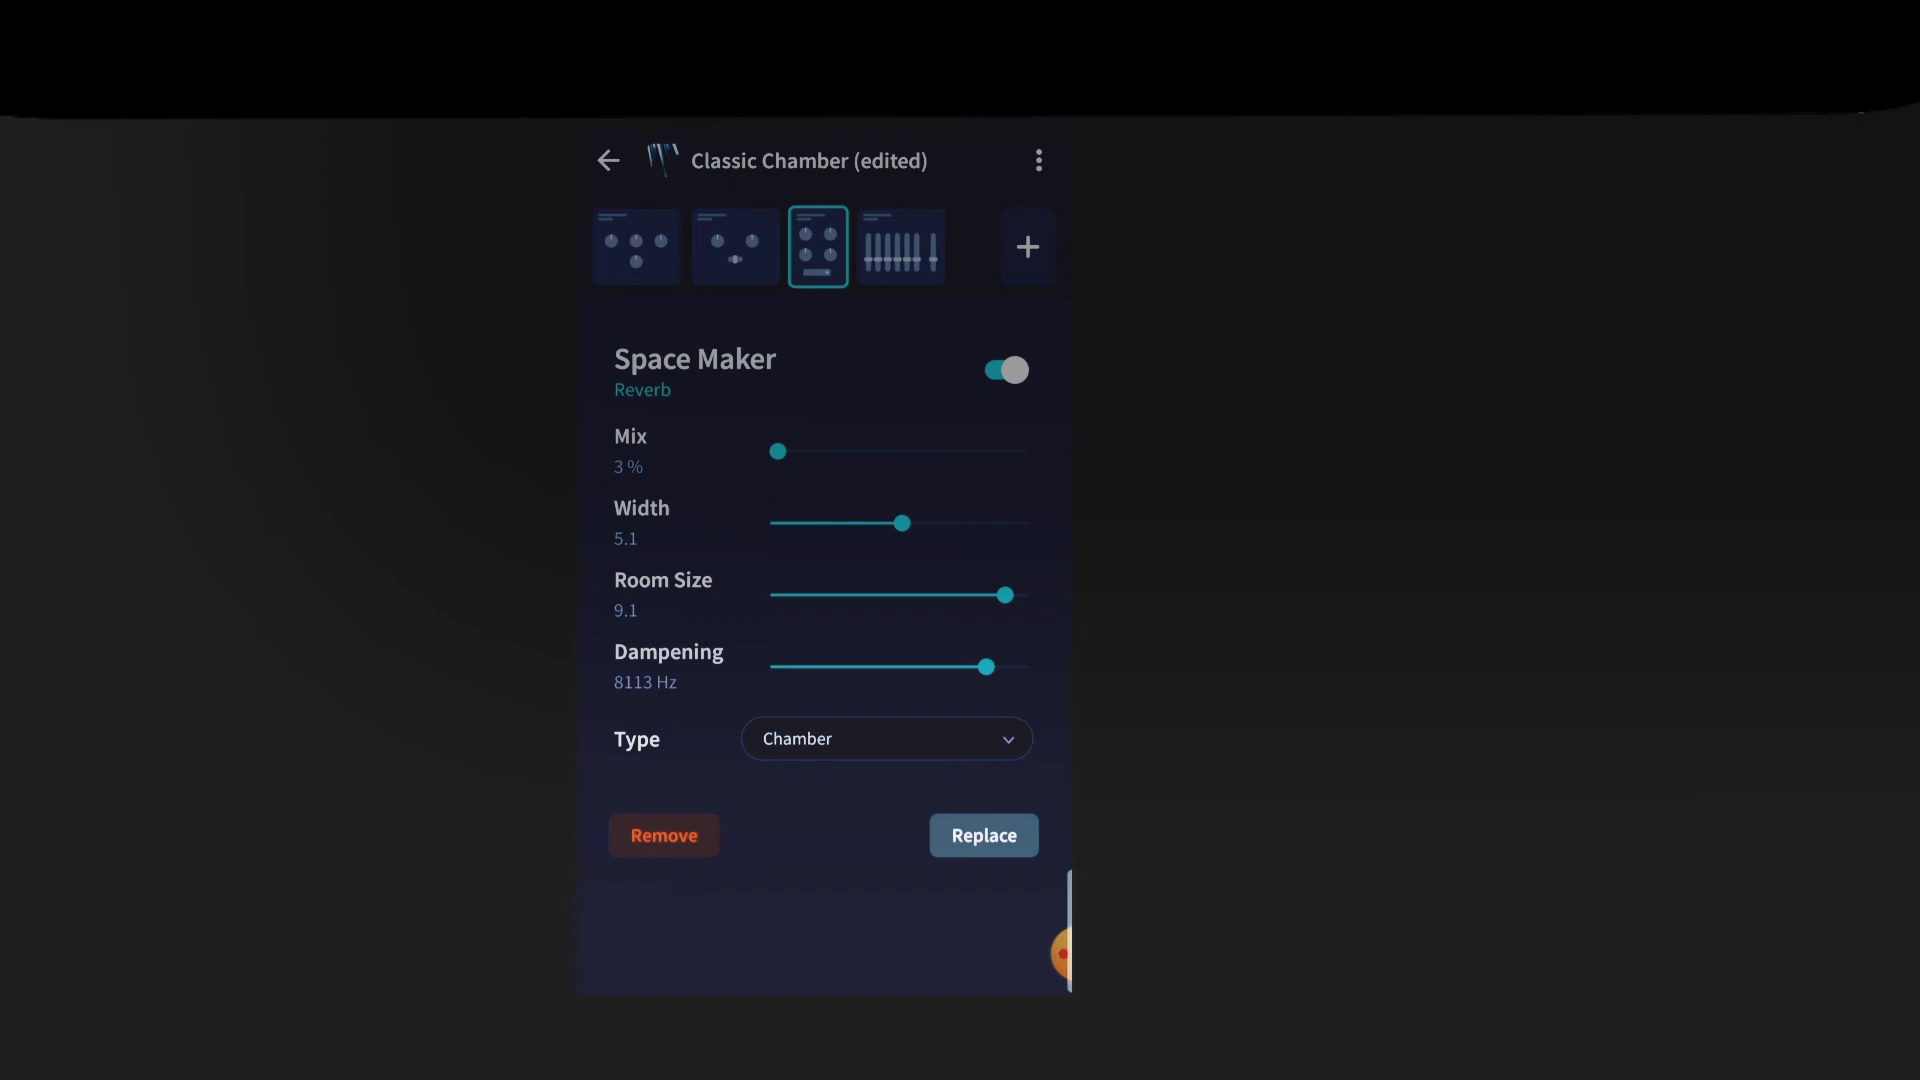 Classic Chamber (edited)
Space Maker
Reverb
Mix
3 %
Width
5.1
Room Size
9.1
Dampening
8113 Hz
Type
Chamber
Remove
Replace